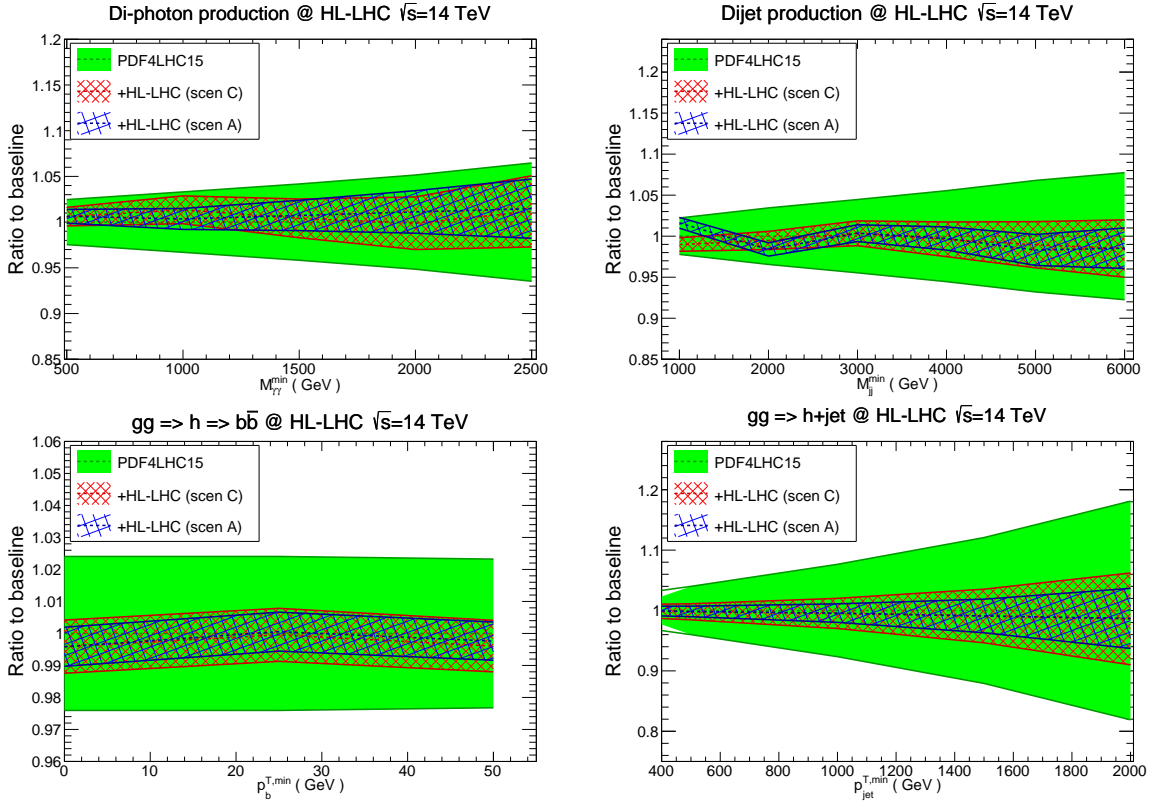 Di-photon production @ HL-LHC √s=14 TeV
Ratio to baseline
1.2
1.15
1.1
1.05
1
0.95
0.9
0.85
PDF4LHC15
+HL-LHC (scen C)
+HL-LHC (scen A)
500 1000 1500 2000 2500
M^min_γγ ( GeV )
Dijet production @ HL-LHC √s=14 TeV
Ratio to baseline
1.2
1.15
1.1
1.05
1
0.95
0.9
0.85
PDF4LHC15
+HL-LHC (scen C)
+HL-LHC (scen A)
1000 2000 3000 4000 5000 6000
M^min_jj ( GeV )
gg => h => bb̅ @ HL-LHC √s=14 TeV
Ratio to baseline
1.06
1.05
1.04
1.03
1.02
1.01
1
0.99
0.98
0.97
0.96
PDF4LHC15
+HL-LHC (scen C)
+HL-LHC (scen A)
0 10 20 30 40 50
p^T,min_b ( GeV )
gg => h+jet @ HL-LHC √s=14 TeV
Ratio to baseline
1.2
1.1
1
0.9
0.8
PDF4LHC15
+HL-LHC (scen C)
+HL-LHC (scen A)
400 600 800 1000 1200 1400 1600 1800 2000
p^T,min_jet ( GeV )